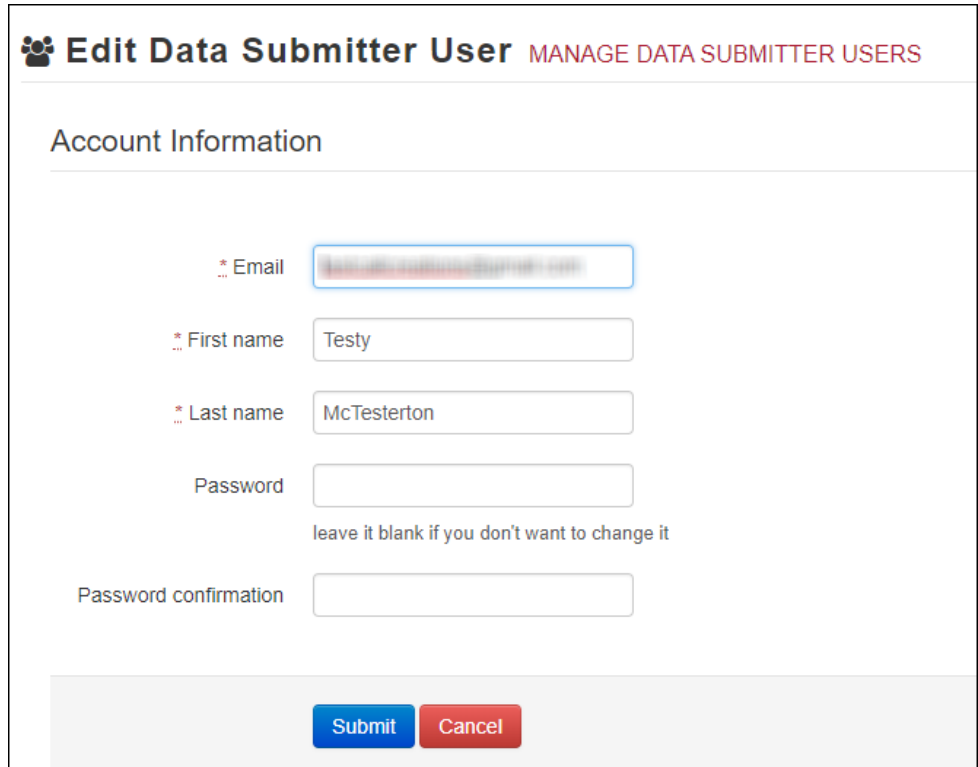 Edit Data Submitter User MANAGE DATA SUBMITTER USERS
Account Information
* Email
* First name Testy
* Last name McTesterton
Password
leave it blank if you don't want to change it
Password confirmation
Submit Cancel